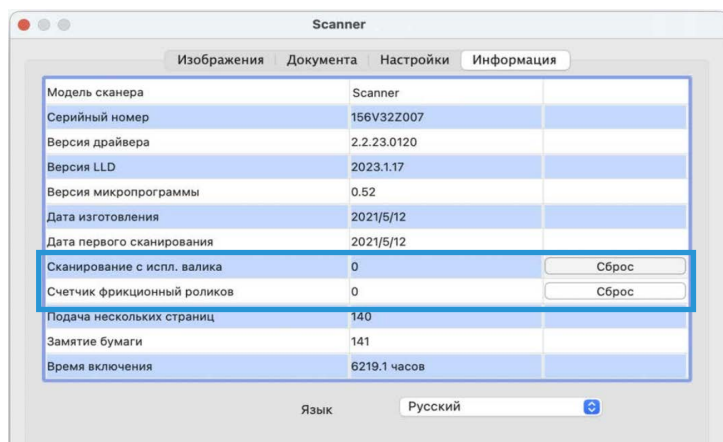 Scanner
Изображения Документа Настройки Информация
Модель сканера Scanner
Серийный номер 156V32Z007
Версия драйвера 2.2.23.0120
Версия LLD 2023.1.17
Версия микропрограммы 0.52
Дата изготовления 2021/5/12
Дата первого сканирования 2021/5/12
Сканирование с испл. валика 0 Сброс
Счетчик фрикционный роликов 0 Сброс
Подача нескольких страниц 140
Замятие бумаги 141
Время включения 6219.1 часов
Язык Русский